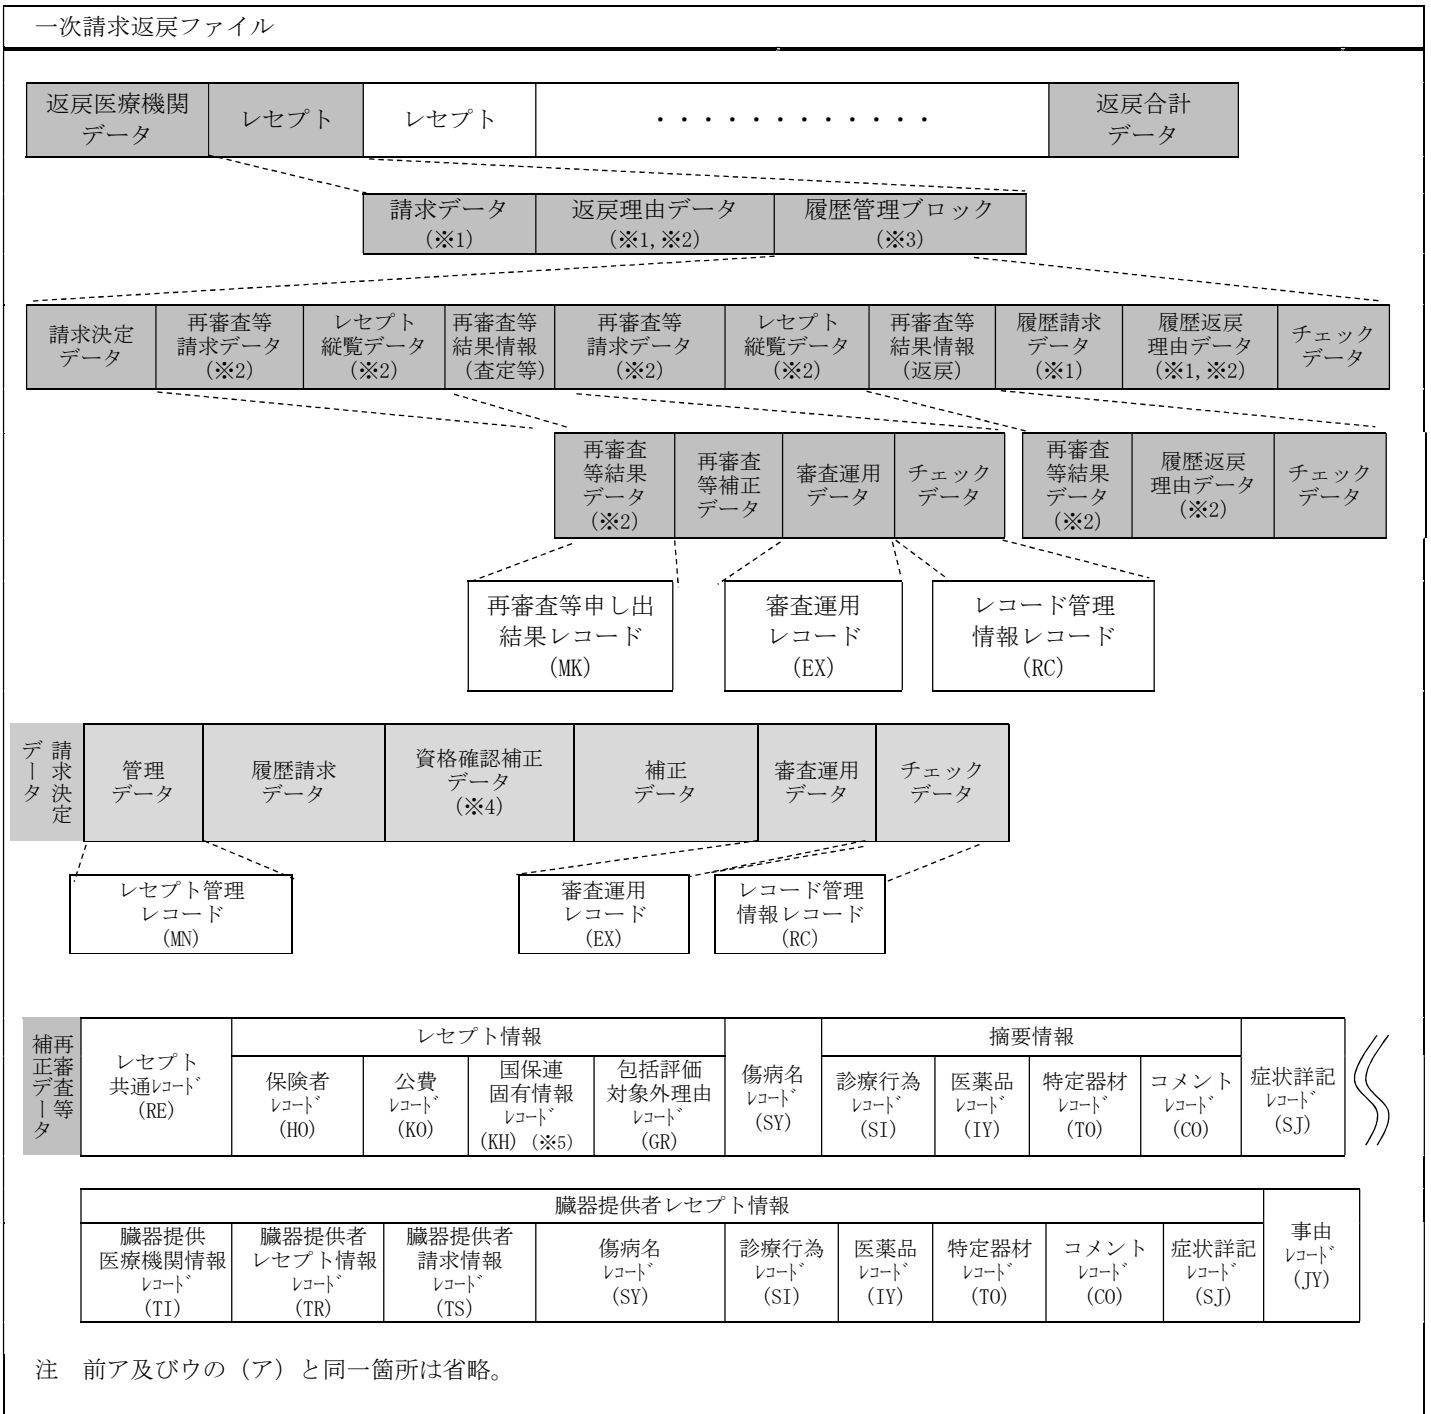 一次請求返戻ファイル
返戻医療機関
データ
レセプト
レセプト
・・・・・・・・・・・・
返戻合計
データ
請求データ
(※1)
返戻理由データ
(※1,※2)
履歴管理ブロック
(※3)
請求決定
データ
再審査等
請求データ
(※2)
レセプト
縦覧データ
(※2)
再審査等
結果情報
(査定等)
再審査等
請求データ
(※2)
レセプト
縦覧データ
(※2)
再審査等
結果情報
(返戻)
履歴請求
データ
(※1)
履歴返戻
理由データ
(※1,※2)
チェック
データ
再審査
等結果
データ
(※2)
再審査
等補正
データ
審査運用
データ
チェック
データ
再審査
等結果
データ
(※2)
履歴返戻
理由データ
(※2)
チェック
データ
再審査等申し出
結果レコード
(MK)
審査運用
レコード
(EX)
レコード管理
情報レコード
(RC)
請求決定
データ
管理
データ
履歴請求
データ
資格確認補正
データ
(※4)
補正
データ
審査運用
データ
チェック
データ
レセプト管理
レコード
(MN)
審査運用
レコード
(EX)
レコード管理
情報レコード
(RC)
再審査等
補正データ
レセプト
共通ﾚｺｰﾄﾞ
(RE)
レセプト情報
保険者
ﾚｺｰﾄﾞ
(HO)
公費
ﾚｺｰﾄﾞ
(KO)
国保連
固有情報
ﾚｺｰﾄﾞ
(KH) (※5)
包括評価
対象外理由
ﾚｺｰﾄﾞ
(GR)
傷病名
ﾚｺｰﾄﾞ
(SY)
摘要情報
診療行為
ﾚｺｰﾄﾞ
(SI)
医薬品
ﾚｺｰﾄﾞ
(IY)
特定器材
ﾚｺｰﾄﾞ
(TO)
コメント
ﾚｺｰﾄﾞ
(CO)
症状詳記
ﾚｺｰﾄﾞ
(SJ)
臓器提供者レセプト情報
臓器提供
医療機関情報
ﾚｺｰﾄﾞ
(TI)
臓器提供者
レセプト情報
ﾚｺｰﾄﾞ
(TR)
臓器提供者
請求情報
ﾚｺｰﾄﾞ
(TS)
傷病名
ﾚｺｰﾄﾞ
(SY)
診療行為
ﾚｺｰﾄﾞ
(SI)
医薬品
ﾚｺｰﾄﾞ
(IY)
特定器材
ﾚｺｰﾄﾞ
(TO)
コメント
ﾚｺｰﾄﾞ
(CO)
症状詳記
ﾚｺｰﾄﾞ
(SJ)
事由
ﾚｺｰﾄﾞ
(JY)
注　前ア及びウの（ア）と同一箇所は省略。